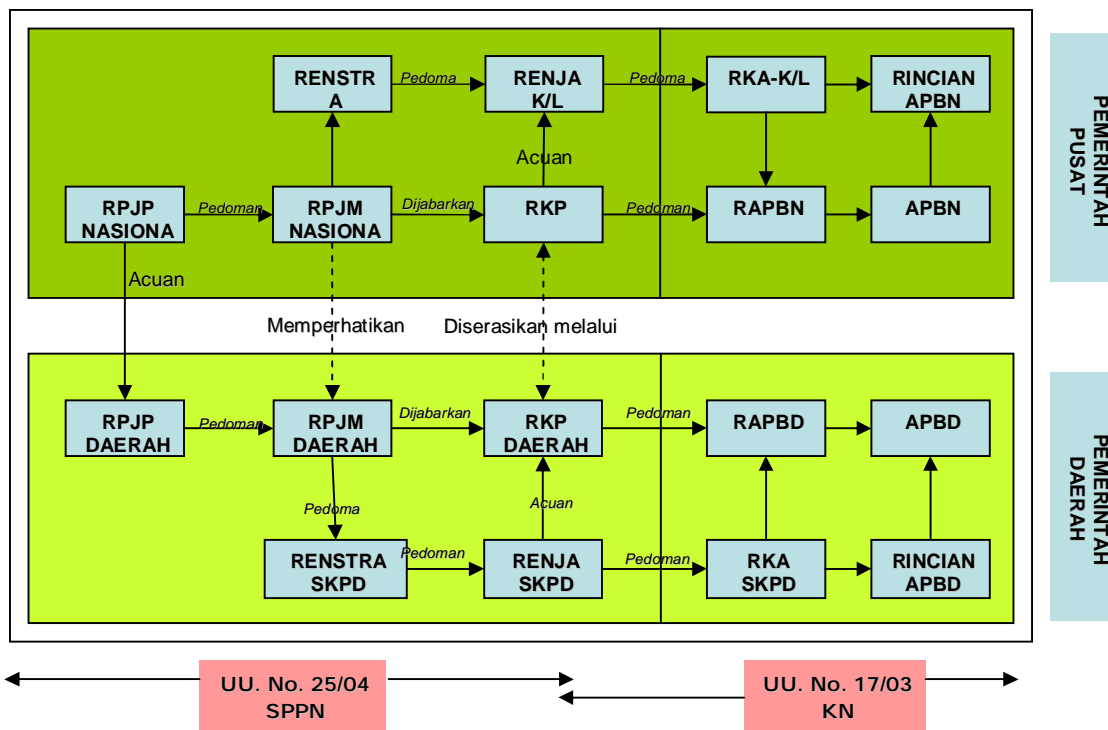 RENSTR
A
Pedoma
RENJA
K/L
Pedoma
RKA-K/L
RINCIAN
APBN
Acuan
RPJP
NASIONA
Pedoman
RPJM
NASIONA
Dijabarkan
RKP
Pedoman
RAPBN
APBN
Acuan
PEMERINTAH
PUSAT
Memperhatikan
Diserasikan melalui
RPJP
DAERAH
Pedoman
RPJM
DAERAH
Dijabarkan
RKP
DAERAH
Pedoman
RAPBD
APBD
Pedoma
Acuan
RENSTRA
SKPD
Pedoman
RENJA
SKPD
Pedoman
RKA
SKPD
RINCIAN
APBD
PEMERINTAH
DAERAH
UU. No. 25/04
SPPN
UU. No. 17/03
KN